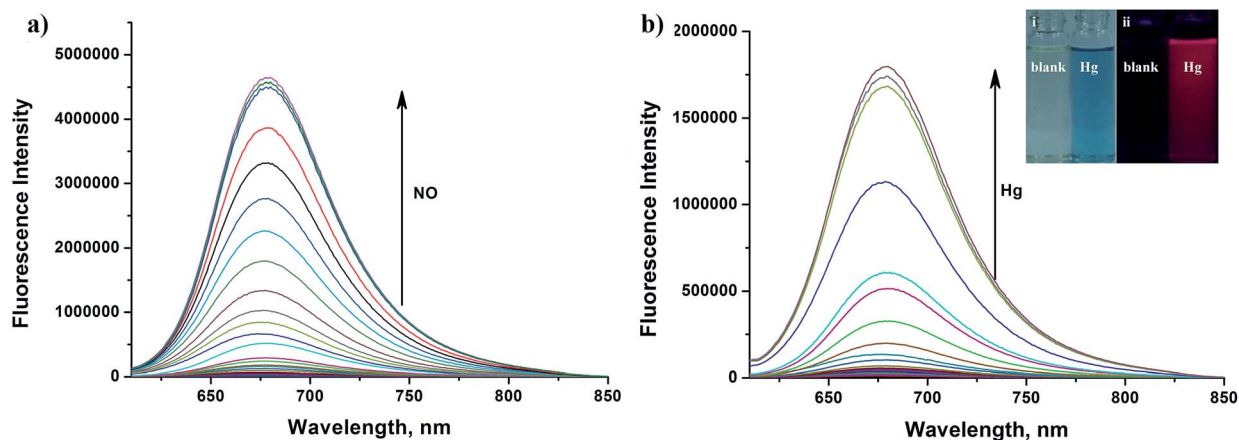 a)
Fluorescence Intensity
5000000
4000000
3000000
2000000
1000000
0
NO
650
700
750
800
850
Wavelength, nm
b)
Fluorescence Intensity
2000000
1500000
1000000
500000
0
Hg
650
700
750
800
850
Wavelength, nm
i
blank
Hg
ii
blank
Hg